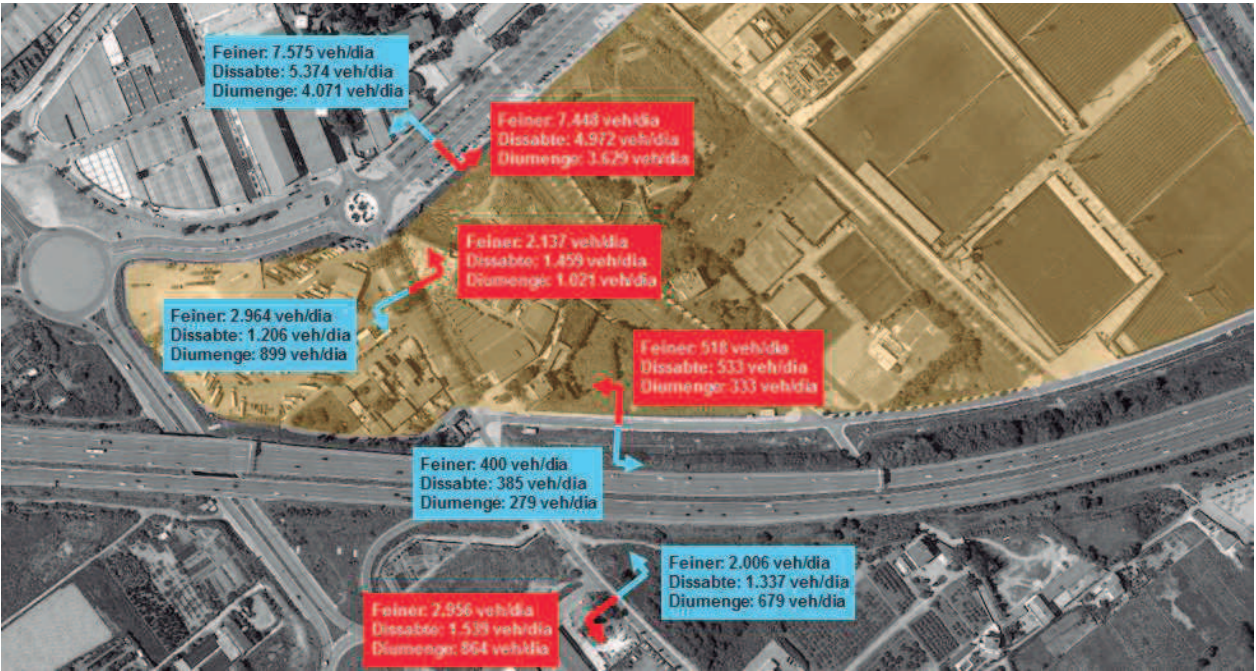 Feiner: 7.575 veh/dia
Dissabte: 5.374 veh/dia
Diumenge: 4.071 veh/dia
Feiner: 7.448 veh/dia
Dissabte: 4.972 veh/dia
Diumenge: 3.629 veh/dia
Feiner: 2.137 veh/dia
Dissabte: 1.459 veh/dia
Diumenge: 1.021 veh/dia
Feiner: 2.964 veh/dia
Dissabte: 1.206 veh/dia
Diumenge: 899 veh/dia
Feiner: 518 veh/dia
Dissabte: 533 veh/dia
Diumenge: 333 veh/dia
Feiner: 400 veh/dia
Dissabte: 385 veh/dia
Diumenge: 279 veh/dia
Feiner: 2.006 veh/dia
Dissabte: 1.337 veh/dia
Diumenge: 679 veh/dia
Feiner: 2.956 veh/dia
Dissabte: 1.539 veh/dia
Diumenge: 864 veh/dia